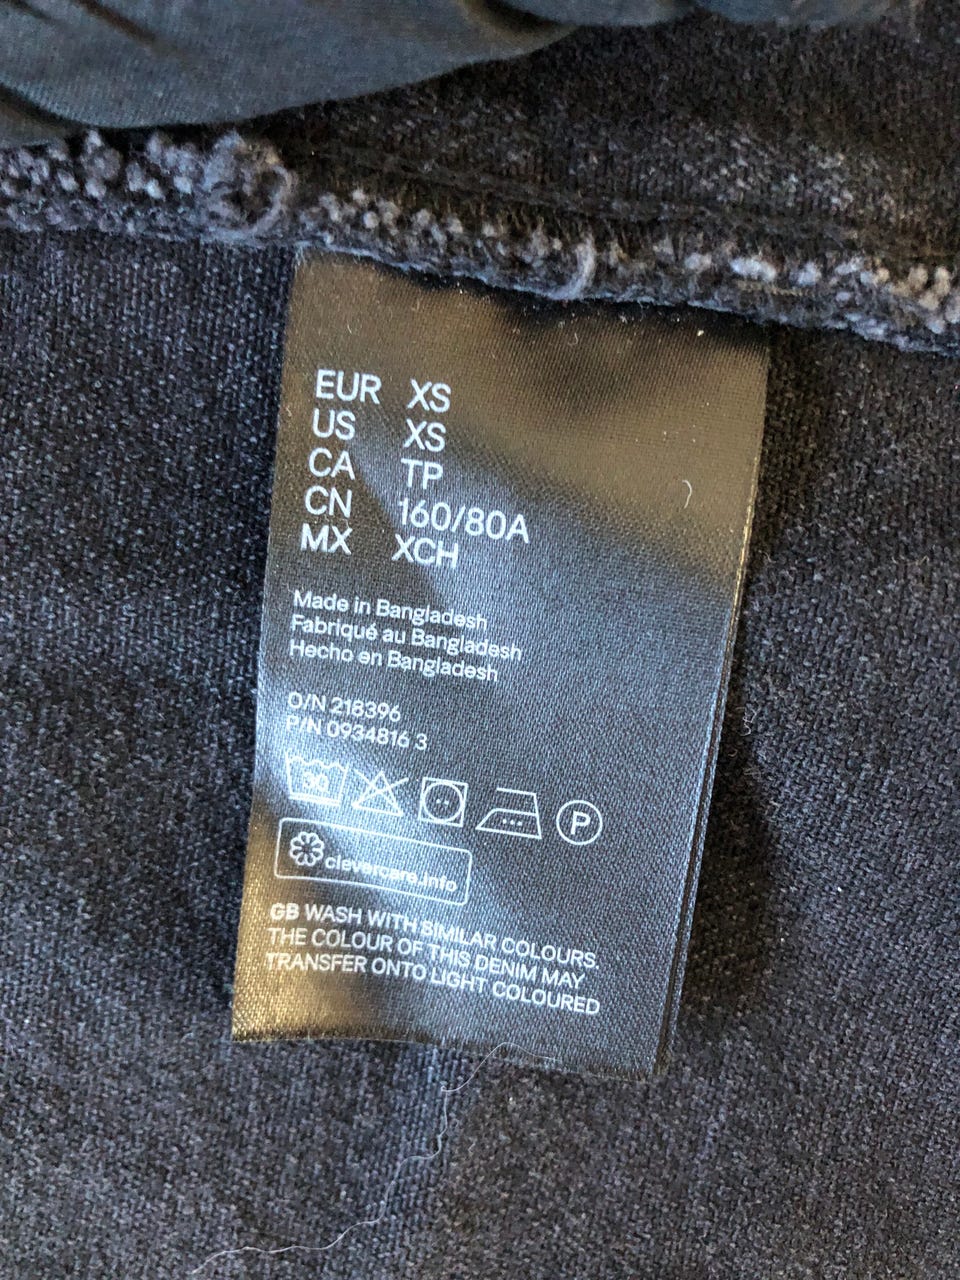 EUR XS
US XS
CA TP
CN 160/80A
MX XCH
Made in Bangladesh
Fabriqué au Bangladesh
Hecho en Bangladesh
O/N 218396
P/N 0934816 3
30 P
clevercare.info
GB WASH WITH SIMILAR COLOURS.
THE COLOUR OF THIS DENIM MAY
TRANSFER ONTO LIGHT COLOURED